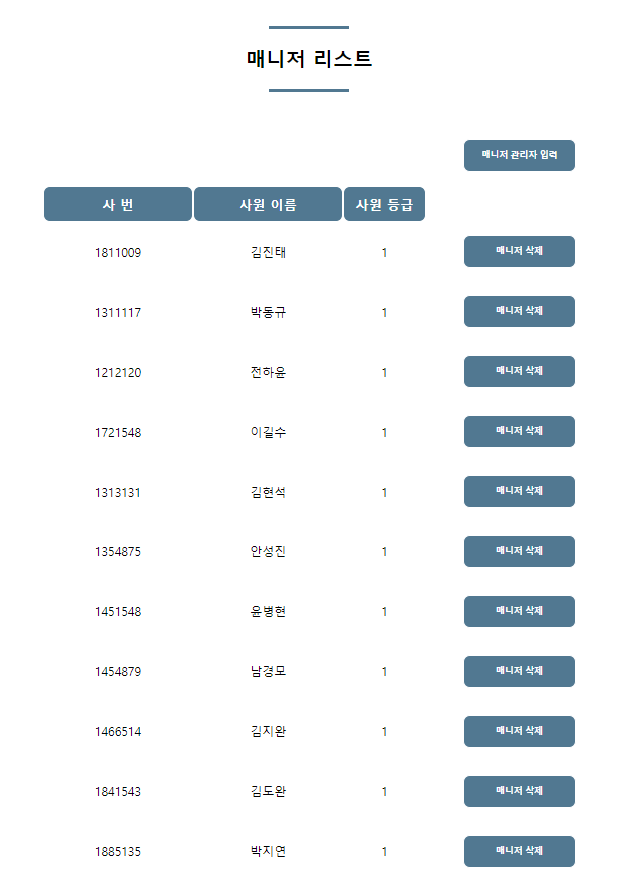 매니저 리스트
매니저 관리자 입력
사 번 사원 이름 사원 등급
1811009 김진태 1 매니저 삭제
1311117 박동규 1 매니저 삭제
1212120 전하윤 1 매니저 삭제
1721548 이길수 1 매니저 삭제
1313131 김현석 1 매니저 삭제
1354875 안성진 1 매니저 삭제
1451548 윤병현 1 매니저 삭제
1454879 남경모 1 매니저 삭제
1466514 김지완 1 매니저 삭제
1841543 김도완 1 매니저 삭제
1885135 박지연 1 매니저 삭제